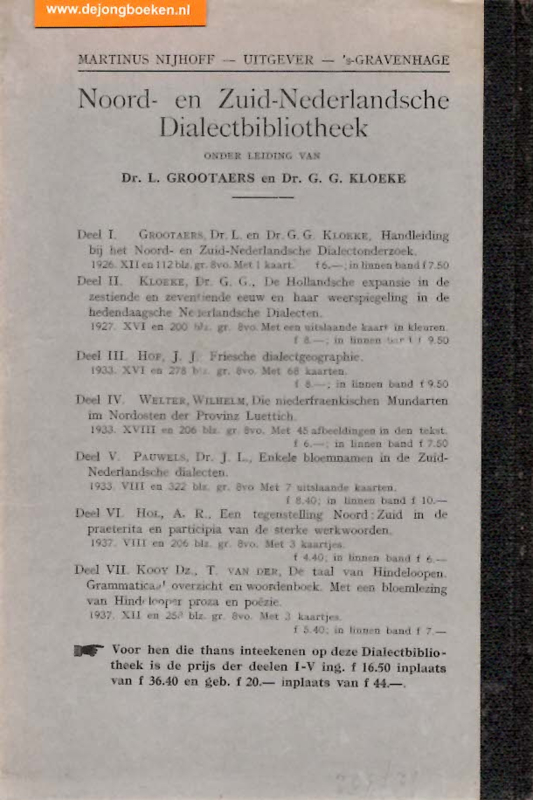 www.dejongboeken.nl
MARTINUS NIJHOFF — UITGEVER — 's-GRAVENHAGE
Noord- en Zuid-Nederlandsche
Dialectbibliotheek
ONDER LEIDING VAN
Dr. L. GROOTAERS en Dr. G. G. KLOEKE
Deel I. GROOTAERS, Dr. L. en Dr. G. G. KLOEKE, Handleiding
bij het Noord- en Zuid-Nederlandsche Dialectonderzoek.
1926. XII en 112 blz. gr. 8vo. Met 1 kaart. f 6.—; in linnen band f 7.50
Deel II. KLOEKE, Dr. G. G., De Hollandsche expansie in de
zestiende en zeventiende eeuw en haar weerspiegeling in de
hedendaagsche Nederlandsche Dialecten.
1927. XVI en 200 blz. gr. 8vo. Met een uitslaande kaart in kleuren.
f 8.—; in linnen band f 9.50
Deel III. HOF, J. J. Friesche dialectgeographie.
1933. XVI en 278 blz. gr. 8vo. Met 68 kaarten.
f 8.—; in linnen band f 9.50
Deel IV. WELTER, WILHELM, Die niederfraenkischen Mundarten
im Nordosten der Provinz Luettich.
1933. XVIII en 206 blz. gr. 8vo. Met 45 afbeeldingen in den tekst.
f 6.—; in linnen band f 7.50
Deel V. PAUWELS, Dr. J. L., Enkele bloemnamen in de Zuid-
Nederlandsche dialecten.
1933. VIII en 322 blz. gr. 8vo Met 7 uitslaande kaarten.
f 8.40; in linnen band f 10.—
Deel VI. HOL, A. R., Een tegenstelling Noord: Zuid in de
praeterita en participia van de sterke werkwoorden.
1937. VIII en 206 blz. gr. 8vo. Met 3 kaartjes.
f 4.40; in linnen band f 6.—
Deel VII. KOOY DZ., T. VAN DER, De taal van Hindeloopen.
Grammaticaal overzicht en woordenboek. Met een bloemlezing
van Hindelooper proza en poëzie.
1937. XII en blz. gr. 8vo. Met 3 kaartjes.
f 5.40; in linnen band f 7.—
Voor hen die thans inteekenen op deze Dialectbiblio-
theek is de prijs der deelen I-V ing. f 16.50 inplaats
van f 36.40 en geb. f 20.— inplaats van f 44.—.